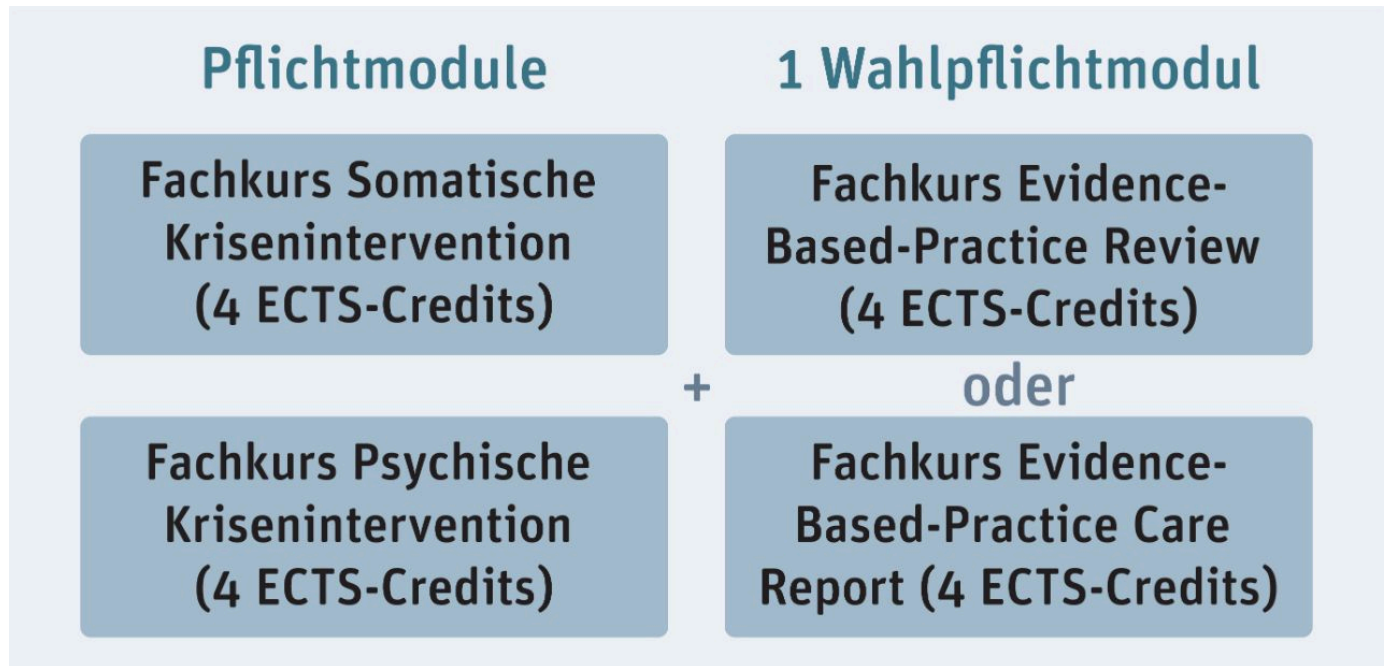 Pflichtmodule
Fachkurs Somatische
Krisenintervention
(4 ECTS-Credits)
Fachkurs Psychische
Krisenintervention
(4 ECTS-Credits)
+
1 Wahlpflichtmodul
Fachkurs Evidence-
Based-Practice Review
(4 ECTS-Credits)
oder
Fachkurs Evidence-
Based-Practice Care
Report (4 ECTS-Credits)